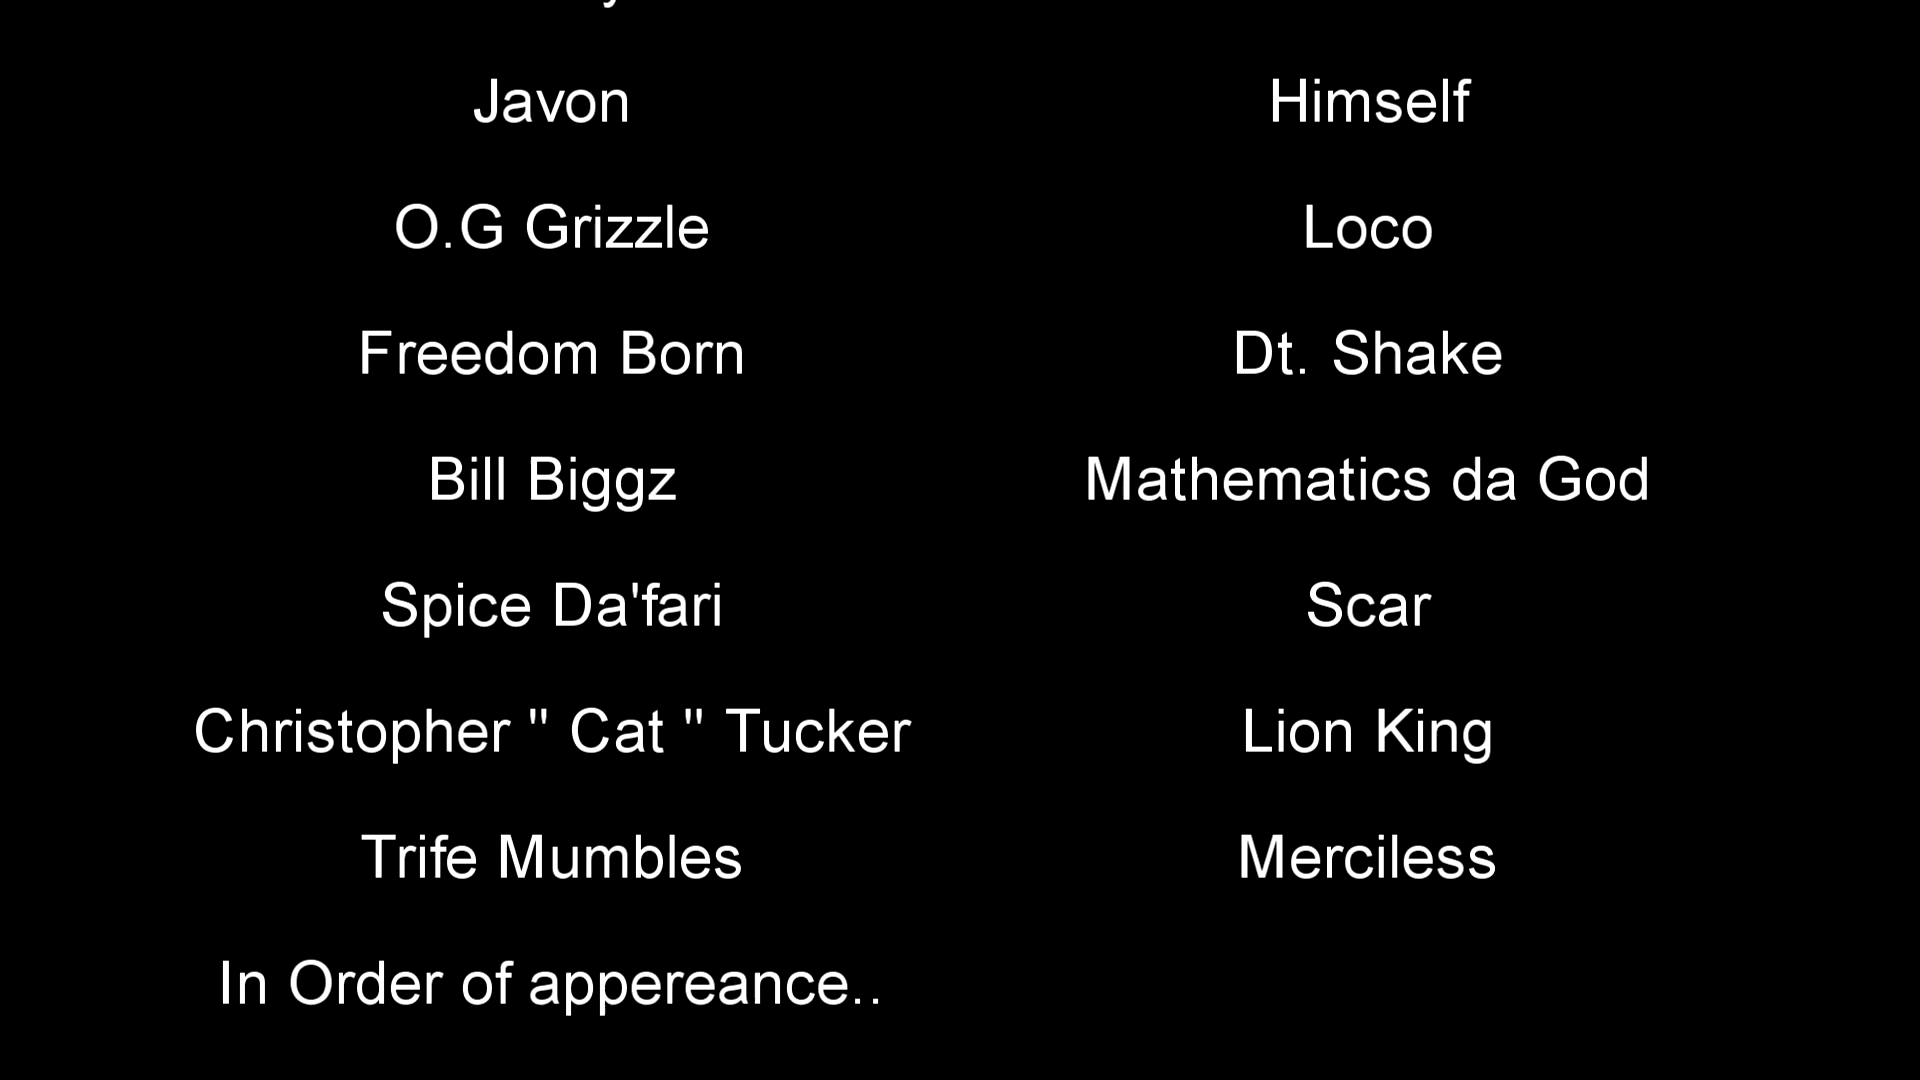 Javon Himself
O.G Grizzle Loco
Freedom Born Dt. Shake
Bill Biggz Mathematics da God
Spice Da'fari Scar
Christopher " Cat " Tucker Lion King
Trife Mumbles Merciless
In Order of appereance..